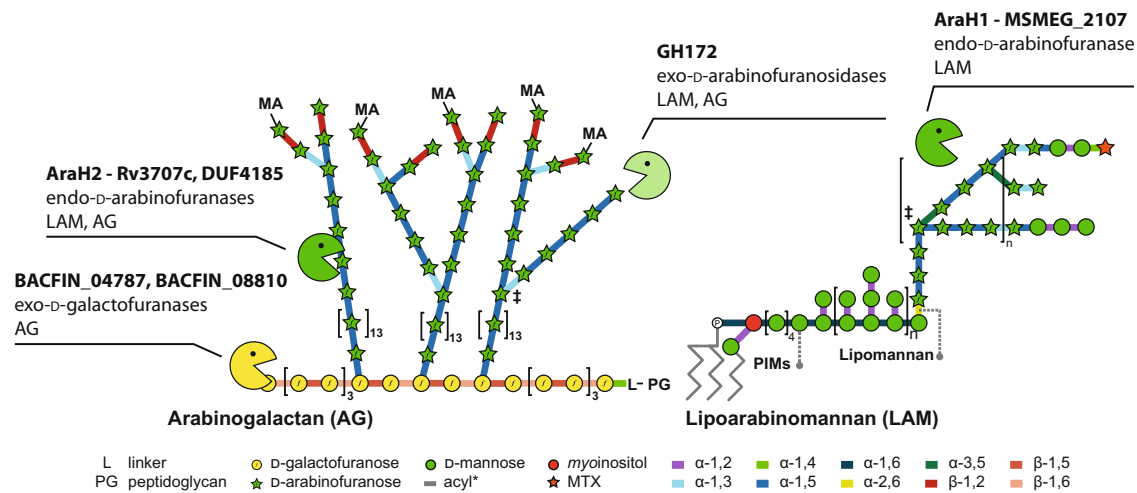 AraH1 - MSMEG_2107
endo-D-arabinofuranase
LAM
GH172
exo-D-arabinofuranosidases
LAM, AG
MA
MA
MA
MA
MA
AraH2 - Rv3707c, DUF4185
endo-D-arabinofuranases
LAM, AG
BACFIN_04787, BACFIN_08810
exo-D-galactofuranases
AG
‡
n
‡
13
13
13
P
4
n
PIMs
Lipomannan
3
3
L– PG
f f f f f f f f f f f
Arabinogalactan (AG)
Lipoarabinomannan (LAM)
L linker f D-galactofuranose D-mannose myoinositol α-1,2 α-1,4 α-1,6 α-3,5 β-1,5
PG peptidoglycan f D-arabinofuranose acyl* MTX α-1,3 α-1,5 α-2,6 β-1,2 β-1,6